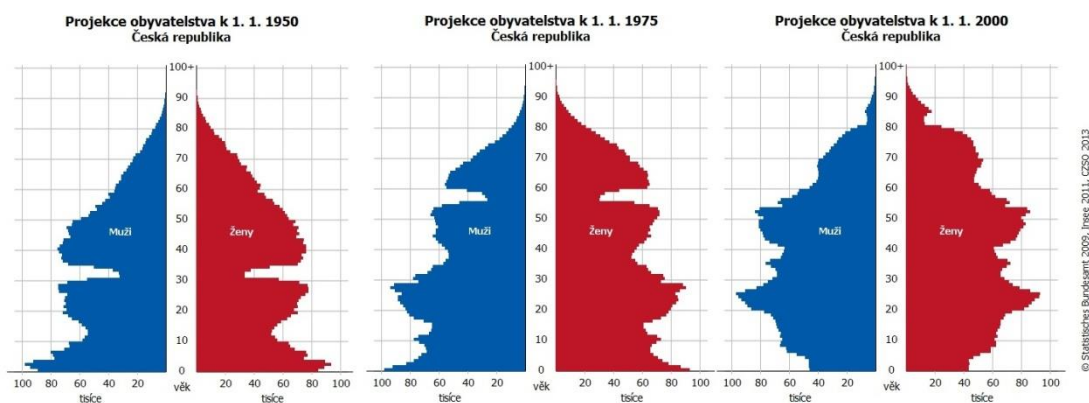 Projekce obyvatelstva k 1. 1. 1950
Česká republika
100+
90
80
70
60
50
40
30
20
10
0
Muži
Ženy
100 80 60 40 20
věk
20 40 60 80 100
tisíce
tisíce
Projekce obyvatelstva k 1. 1. 1975
Česká republika
100+
90
80
70
60
50
40
30
20
10
0
Muži
Ženy
100 80 60 40 20
věk
20 40 60 80 100
tisíce
tisíce
Projekce obyvatelstva k 1. 1. 2000
Česká republika
100+
90
80
70
60
50
40
30
20
10
0
Muži
Ženy
100 80 60 40 20
věk
20 40 60 80 100
tisíce
tisíce
© Statistisches Bundesamt 2009, Insee 2011, CZSO 2013